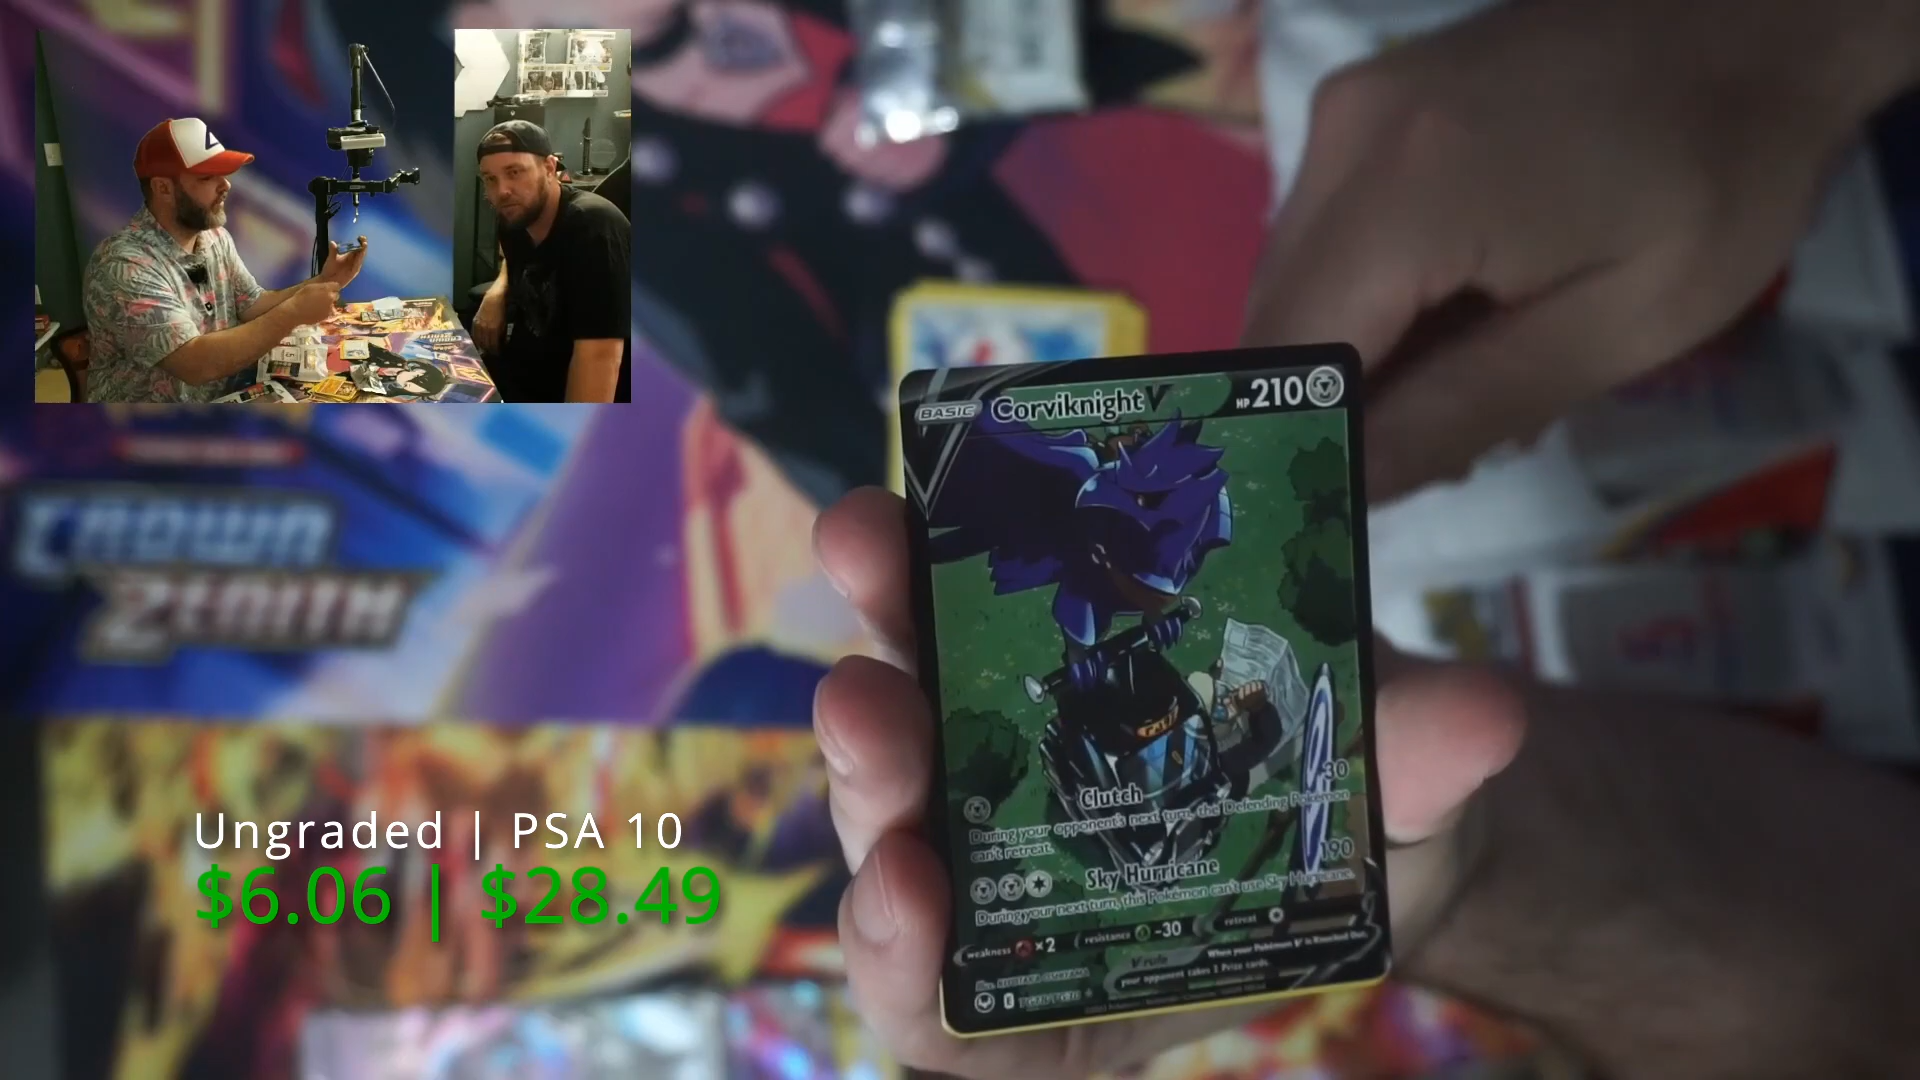 CROWN
ZENITH
Ungraded | PSA 10
$6.06 | $28.49
BASIC Corviknight V HP 210
Clutch 30
During your opponent's next turn, the Defending Pokémon
can't retreat.
Sky Hurricane 190
During your next turn, this Pokémon can't use Sky Hurricane.
weakness ×2 resistance -30 retreat
V rule When your Pokémon V is Knocked Out,
your opponent takes 2 Prize cards.